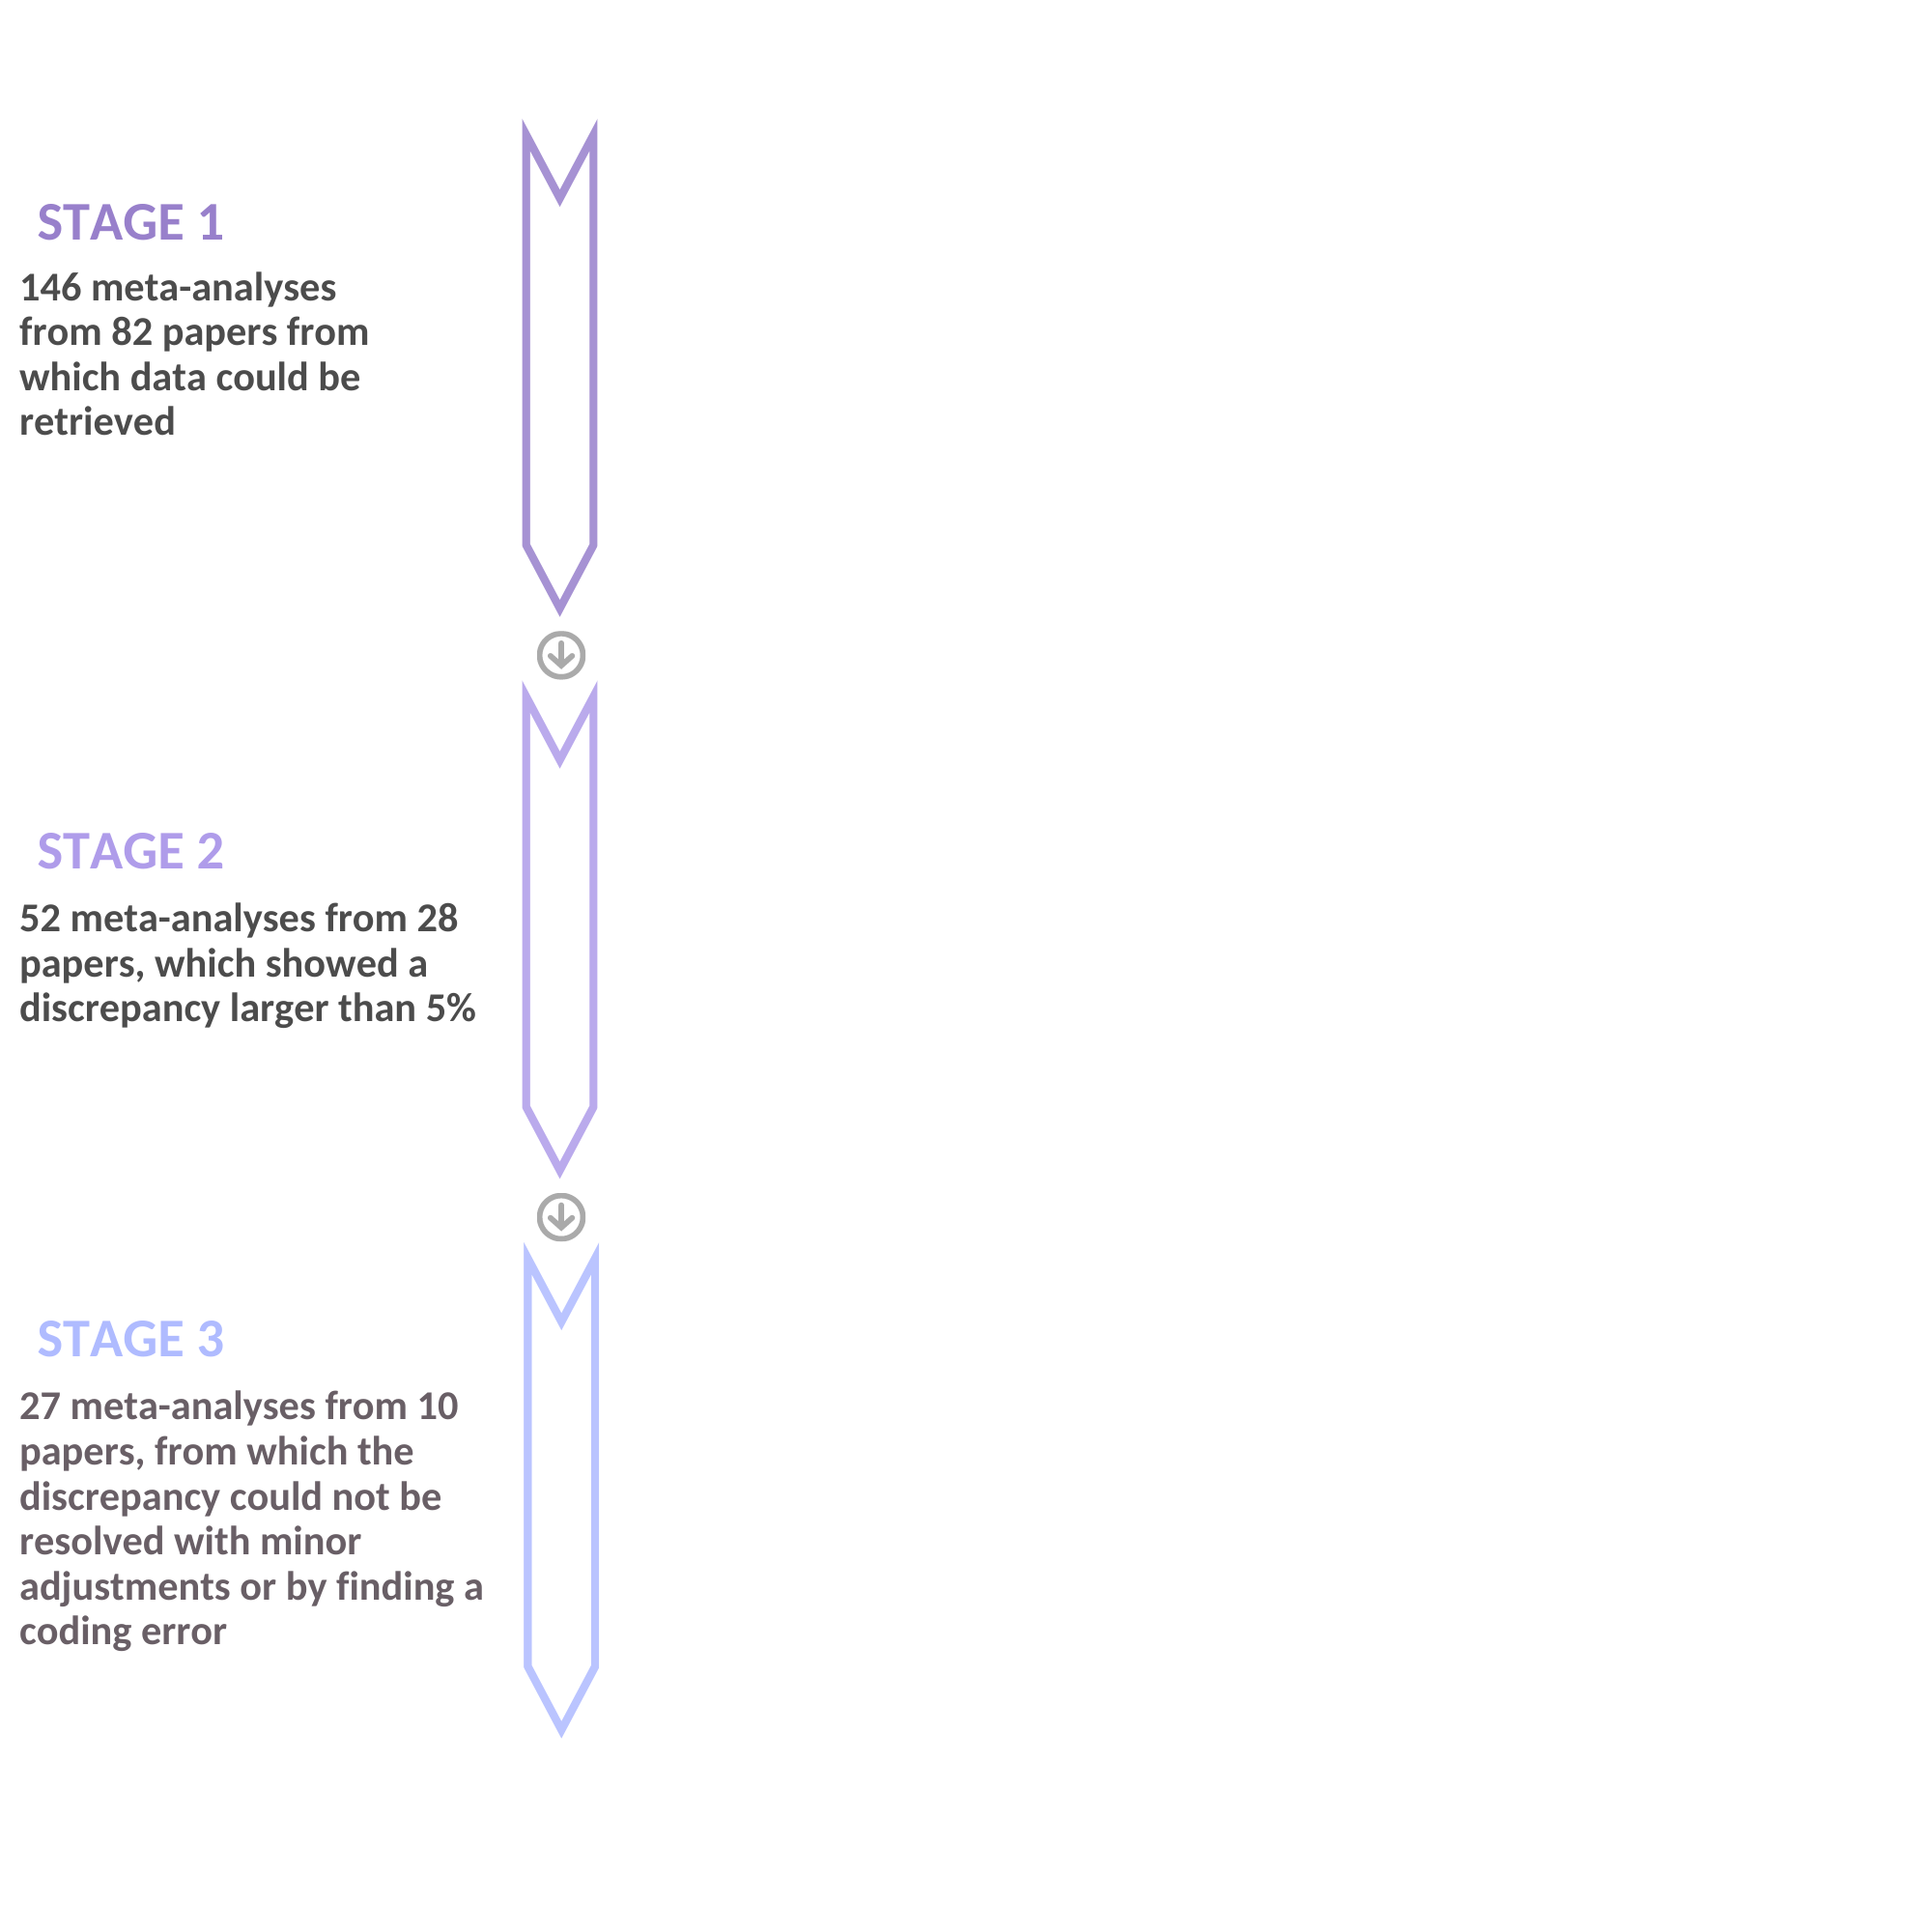 STAGE 1
146 meta-analyses
from 82 papers from
which data could be
retrieved
STAGE 2
52 meta-analyses from 28
papers, which showed a
discrepancy larger than 5%
STAGE 3
27 meta-analyses from 10
papers, from which the
discrepancy could not be
resolved with minor
adjustments or by finding a
coding error